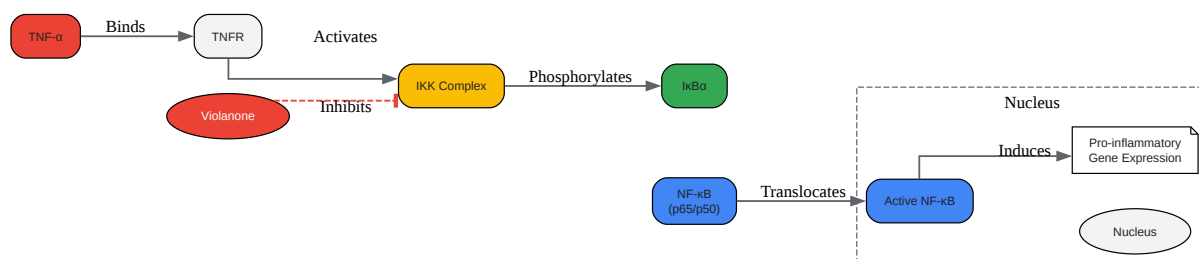 TNF-α
Binds
TNFR
Activates
IKK Complex
Phosphorylates
IκBα
Violanone
Inhibits
Nucleus
Pro-inflammatory
Gene Expression
Induces
NF-κB
(p65/p50)
Translocates
Active NF-κB
Nucleus